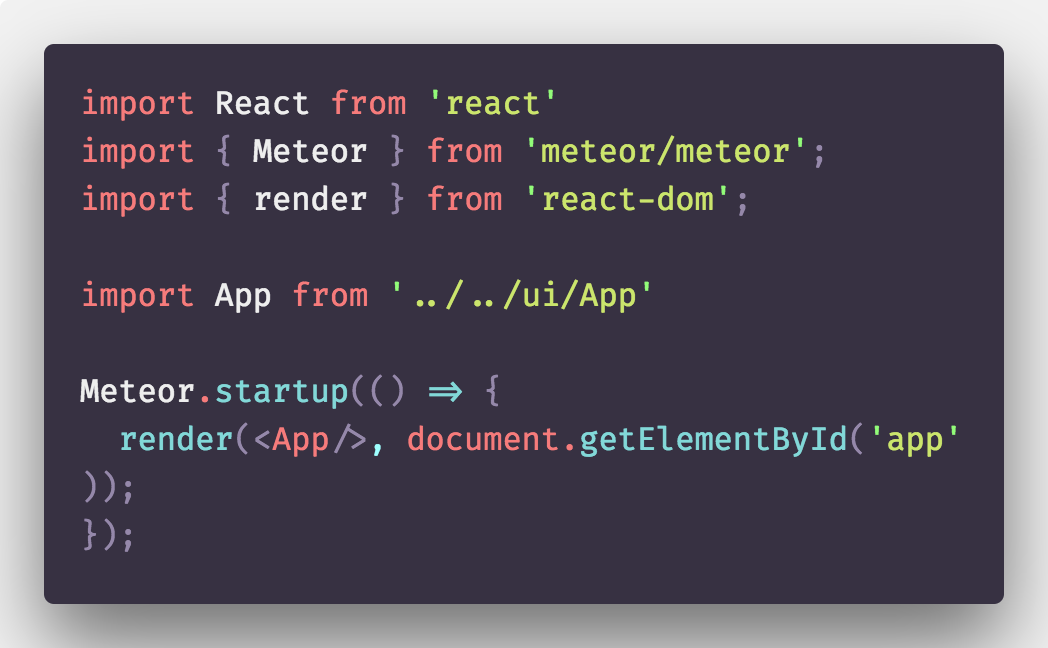 import React from 'react'
import { Meteor } from 'meteor/meteor';
import { render } from 'react-dom';

import App from '../../ui/App'

Meteor.startup(() => {
  render(<App/>, document.getElementById('app'
));
});